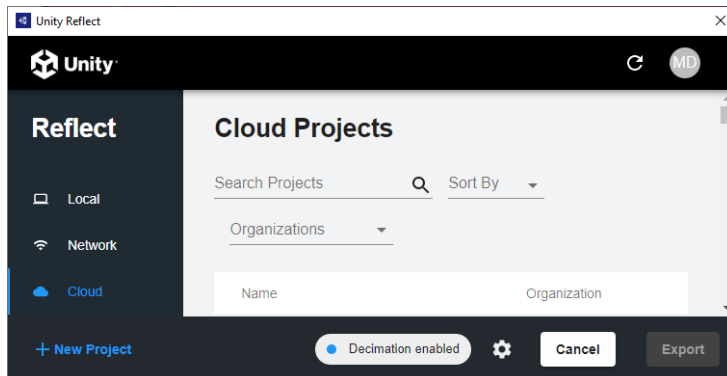 Unity Reflect
Unity
MD
Reflect
Local
Network
Cloud
New Project
Cloud Projects
Search Projects
Sort By
Organizations
Name
Organization
Decimation enabled
Cancel
Export